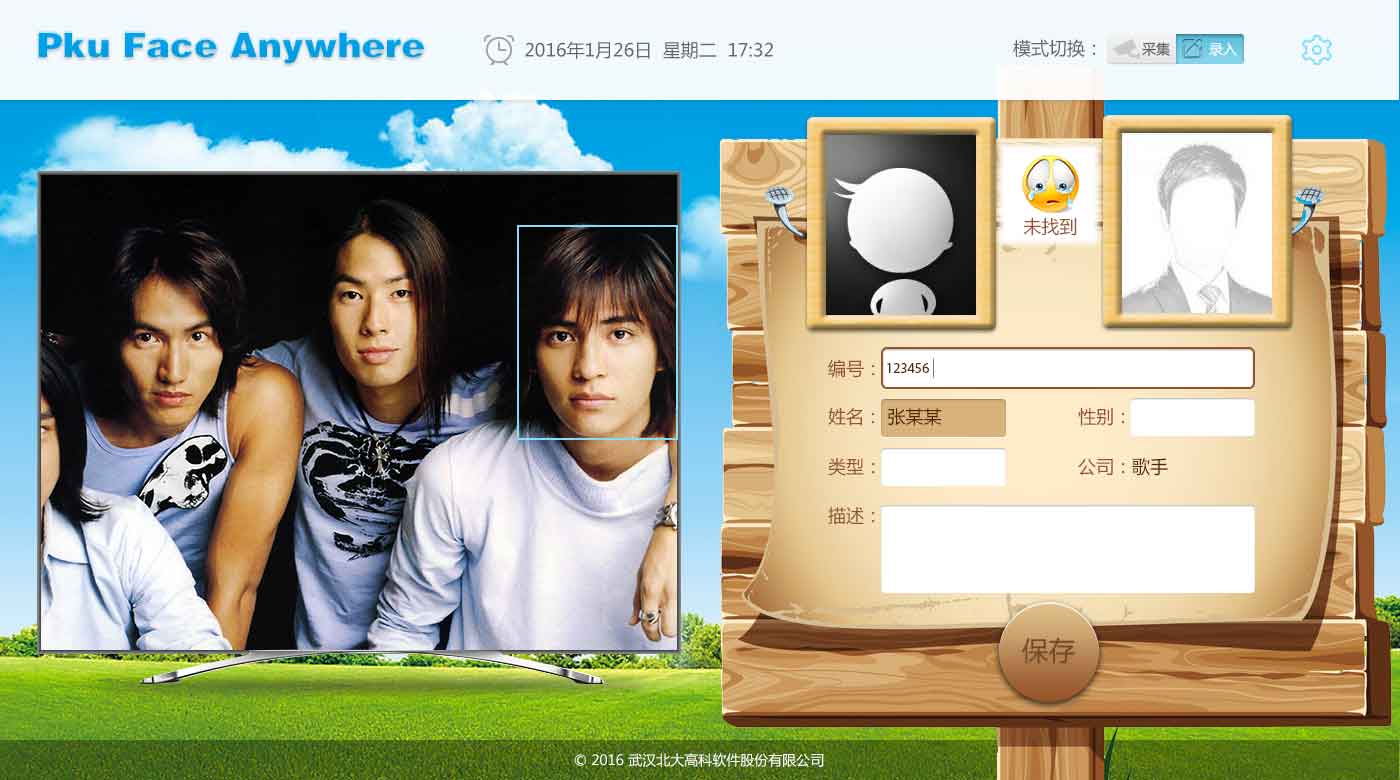 Pku Face Anywhere
2016年1月26日 星期二 17:32
模式切换： 采集 录入
未找到
编号：123456
姓名：张某某 性别：
类型： 公司：歌手
描述：
保存
© 2016 武汉北大高科软件股份有限公司